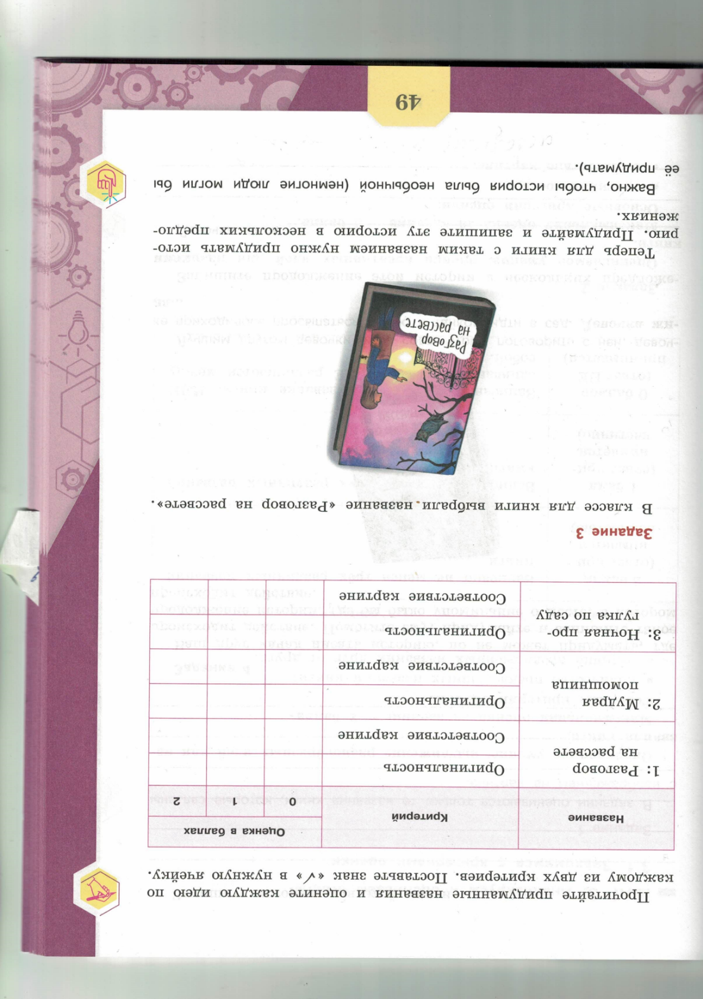 Прочитайте придуманные названия и оцените каждую идею по
каждому из двух критериев. Поставьте знак «✓» в нужную ячейку.
Название
Критерий
Оценка в баллах
0
1
2
1: Разговор
на рассвете
Оригинальность
Соответствие картине
2: Мудрая
помощница
Оригинальность
Соответствие картине
3: Ночная про-
гулка по саду
Оригинальность
Соответствие картине
Задание 3
В классе для книги выбрали название «Разговор на рассвете».
Разговор
на рассвете
Теперь для книги с таким названием нужно придумать исто-
рию. Придумайте и запишите эту историю в нескольких предло-
жениях.
Важно, чтобы история была необычной (немногие люди могли бы
её придумать).
49